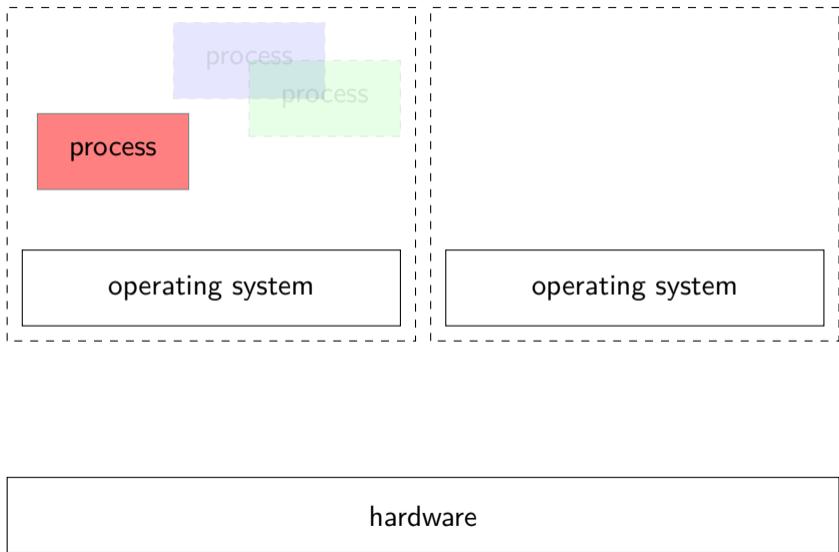 process
process
process
operating system
operating system
hardware